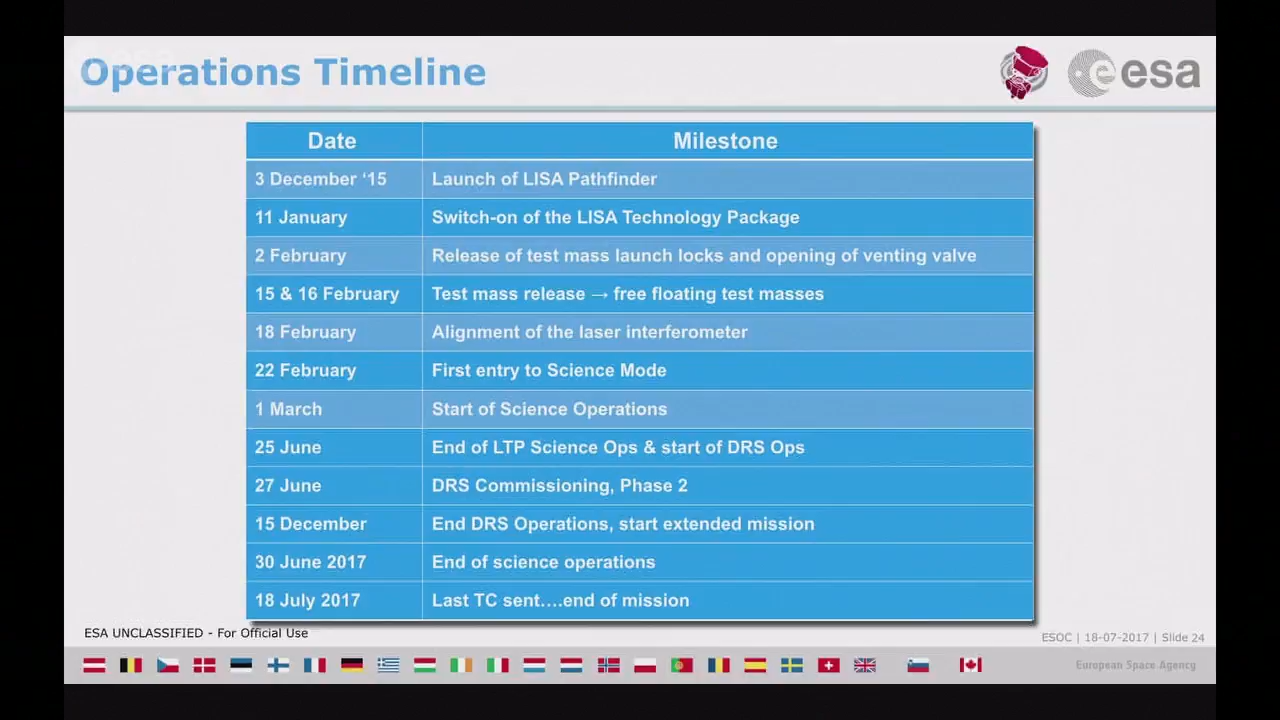 Operations Timeline
esa
Date Milestone
3 December ‘15 Launch of LISA Pathfinder
11 January Switch-on of the LISA Technology Package
2 February Release of test mass launch locks and opening of venting valve
15 & 16 February Test mass release → free floating test masses
18 February Alignment of the laser interferometer
22 February First entry to Science Mode
1 March Start of Science Operations
25 June End of LTP Science Ops & start of DRS Ops
27 June DRS Commissioning, Phase 2
15 December End DRS Operations, start extended mission
30 June 2017 End of science operations
18 July 2017 Last TC sent....end of mission
ESA UNCLASSIFIED - For Official Use
ESOC | 18-07-2017 | Slide 24
European Space Agency